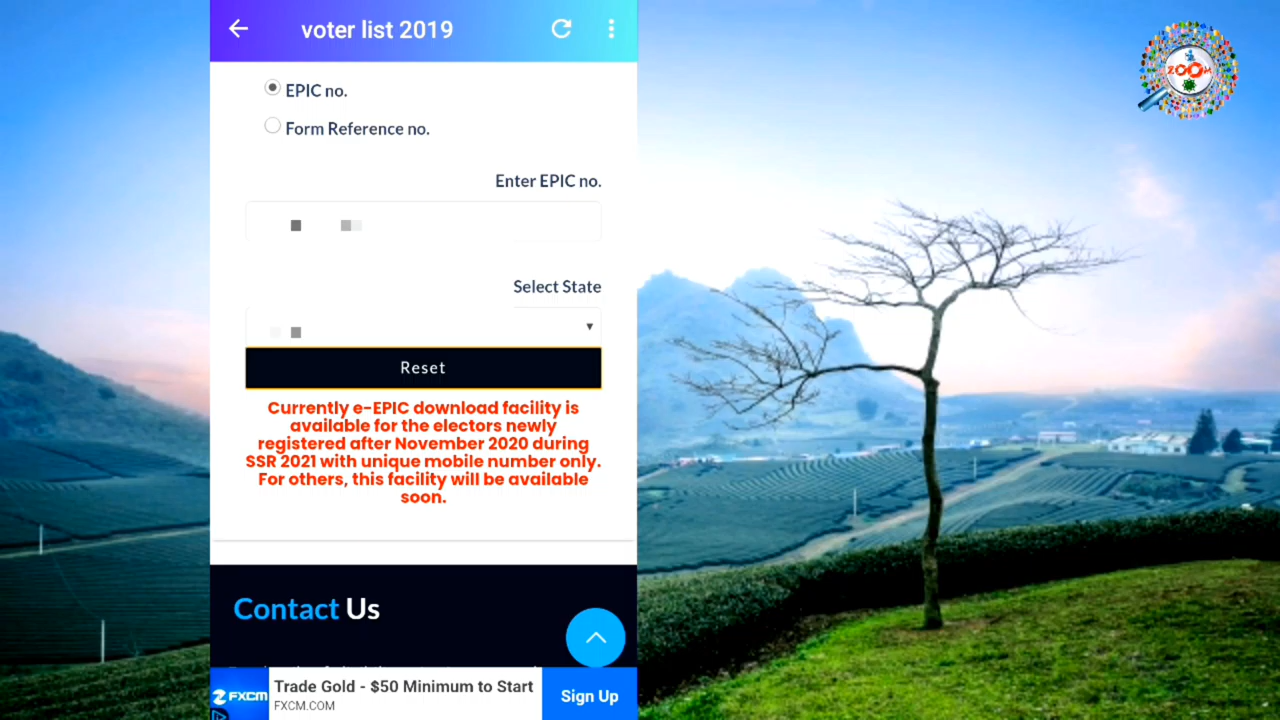 voter list 2019
ZOOM
EPIC no.
Form Reference no.
Enter EPIC no.
Select State
Reset
Currently e-EPIC download facility is
available for the electors newly
registered after November 2020 during
SSR 2021 with unique mobile number only.
For others, this facility will be available
soon.
Contact Us
FXCM
Trade Gold - $50 Minimum to Start
FXCM.COM
Sign Up